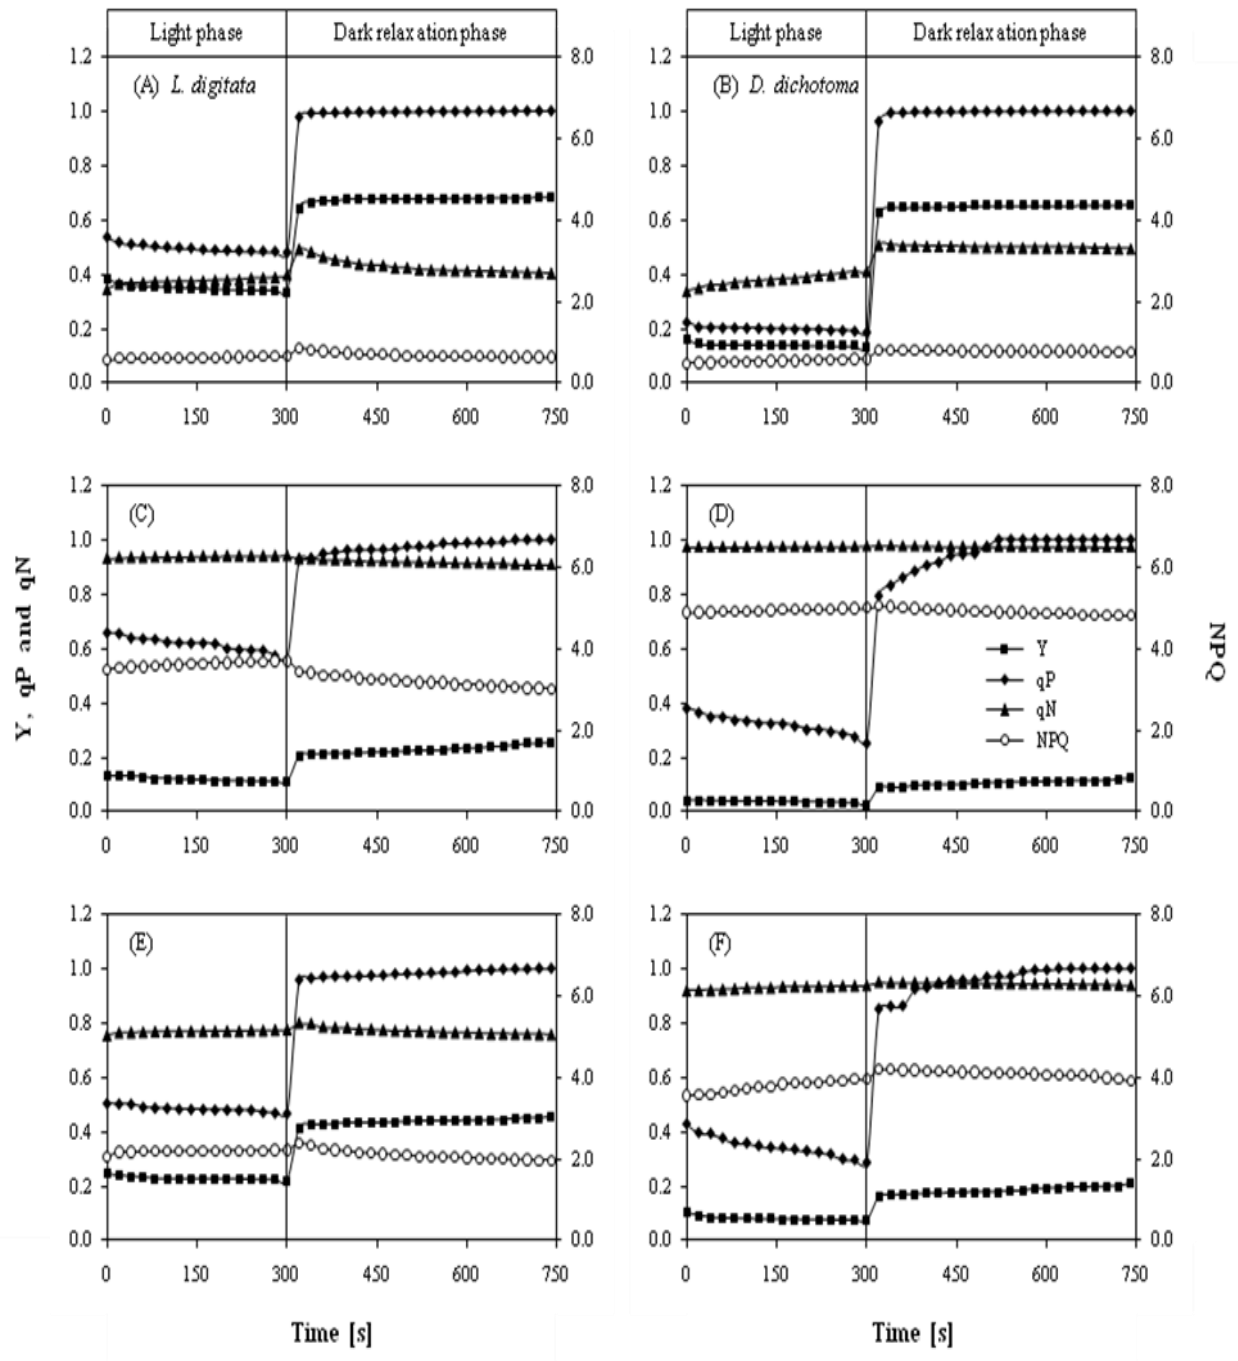 Light phase Dark relaxation phase Light phase Dark relaxation phase
1.2 8.0 1.2 8.0
(A) L. digitata (B) D. dichotoma
1.0 1.0
6.0 6.0
0.8 0.8
0.6 4.0 0.6 4.0
0.4 0.4
2.0 2.0
0.2 0.2
0.0 0.0 0.0 0.0
0 150 300 450 600 750 0 150 300 450 600 750
1.2 8.0 1.2 8.0
(C) (D)
1.0 1.0
6.0 6.0
0.8 0.8
0.6 4.0 0.6 4.0
Y
qP
0.4 0.4
qN
2.0 2.0
NPQ
0.2 0.2
0.0 0.0 0.0 0.0
0 150 300 450 600 750 0 150 300 450 600 750
Y, qP and qN
NPQ
1.2 8.0 1.2 8.0
(E) (F)
1.0 1.0
6.0 6.0
0.8 0.8
0.6 4.0 0.6 4.0
0.4 0.4
2.0 2.0
0.2 0.2
0.0 0.0 0.0 0.0
0 150 300 450 600 750 0 150 300 450 600 750
Time [s] Time [s]